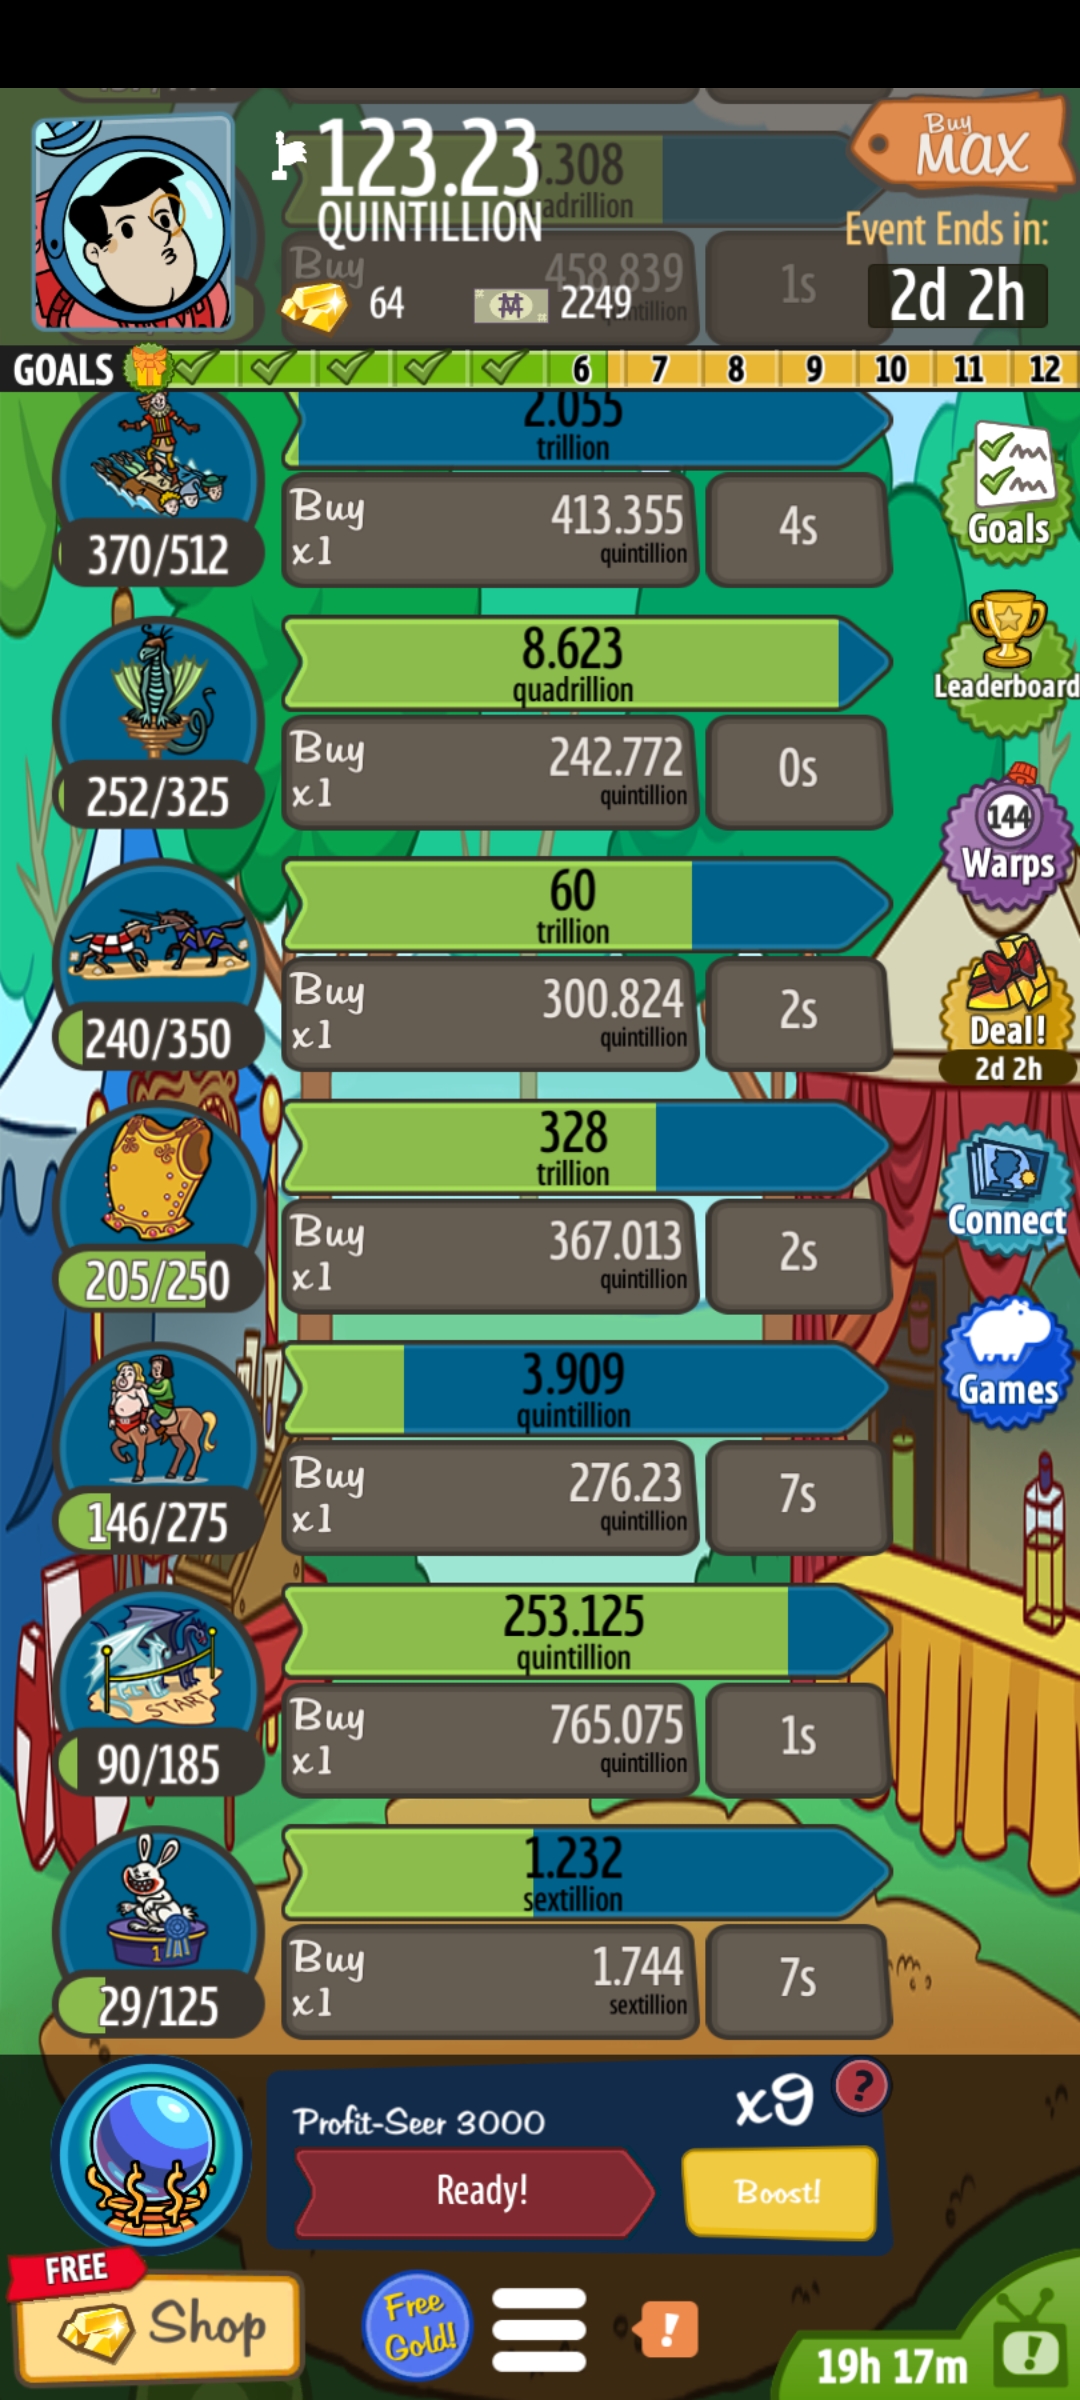 123.23
QUINTILLION
5.308
quadrillion
Buy
MAX
Event Ends in:
2d 2h
Buy
458.839
quintillion
1s
64
2249
GOALS
6
7
8
9
10
11
12
2.055
trillion
370/512
Buy
x1
413.355
quintillion
4s
Goals
8.623
quadrillion
252/325
Buy
x1
242.772
quintillion
0s
Leaderboard
144
Warps
60
trillion
240/350
Buy
x1
300.824
quintillion
2s
Deal!
2d 2h
328
trillion
205/250
Buy
x1
367.013
quintillion
2s
Connect
3.909
quintillion
146/275
Buy
x1
276.23
quintillion
7s
Games
253.125
quintillion
START
90/185
Buy
x1
765.075
quintillion
1s
1.232
sextillion
1
29/125
Buy
x1
1.744
sextillion
7s
Profit-Seer 3000
x9
?
Ready!
Boost!
FREE
Shop
Free
Gold!
!
19h 17m
!